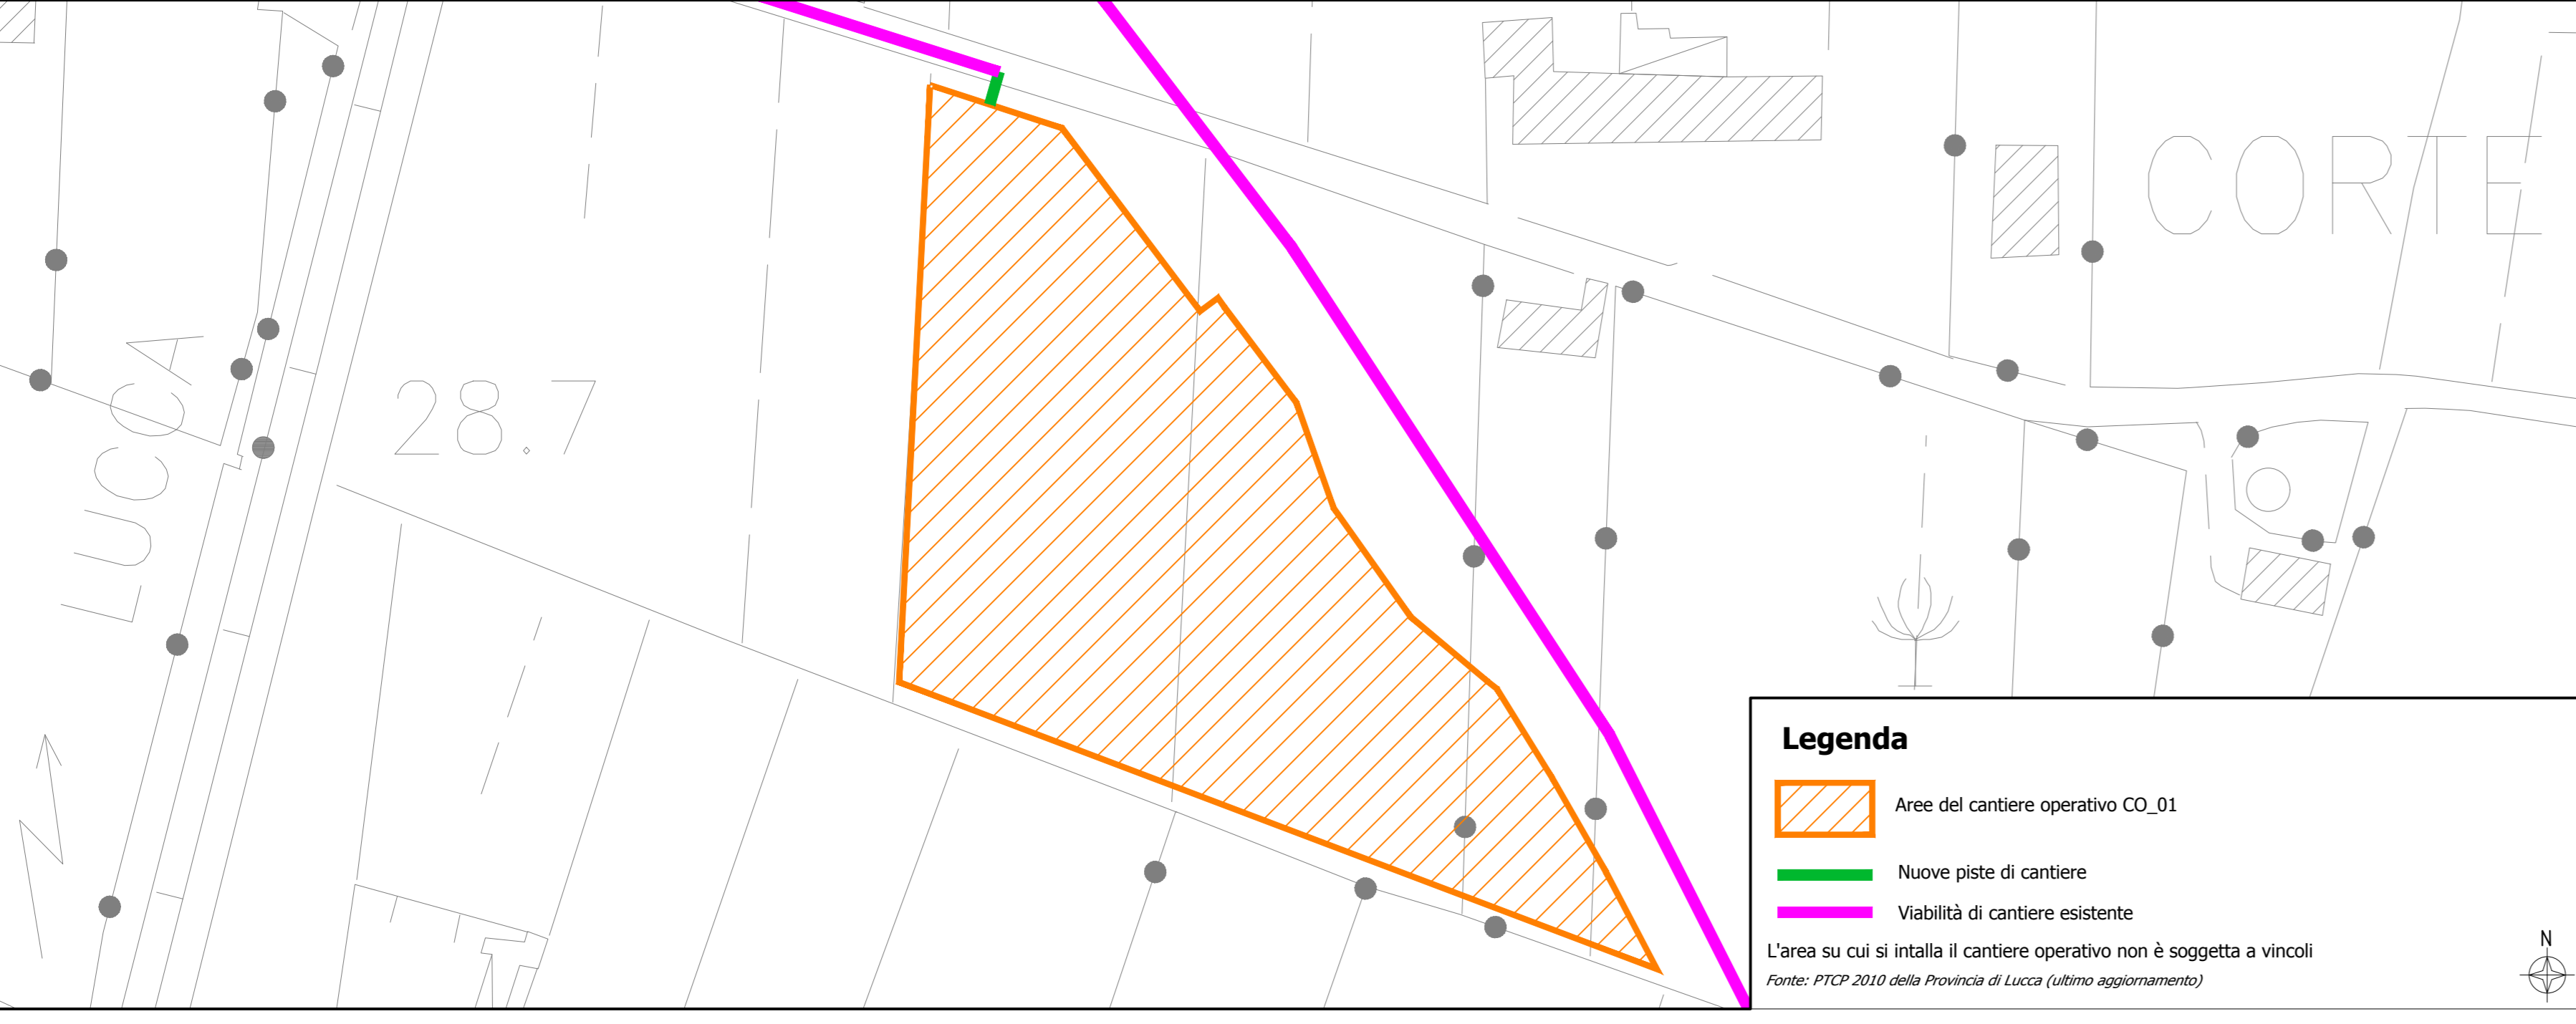 CORTE
28.7
LUCCA
Legenda
Aree del cantiere operativo CO_01
Nuove piste di cantiere
Viabilità di cantiere esistente
L'area su cui si intalla il cantiere operativo non è soggetta a vincoli
N
Fonte: PTCP 2010 della Provincia di Lucca (ultimo aggiornamento)